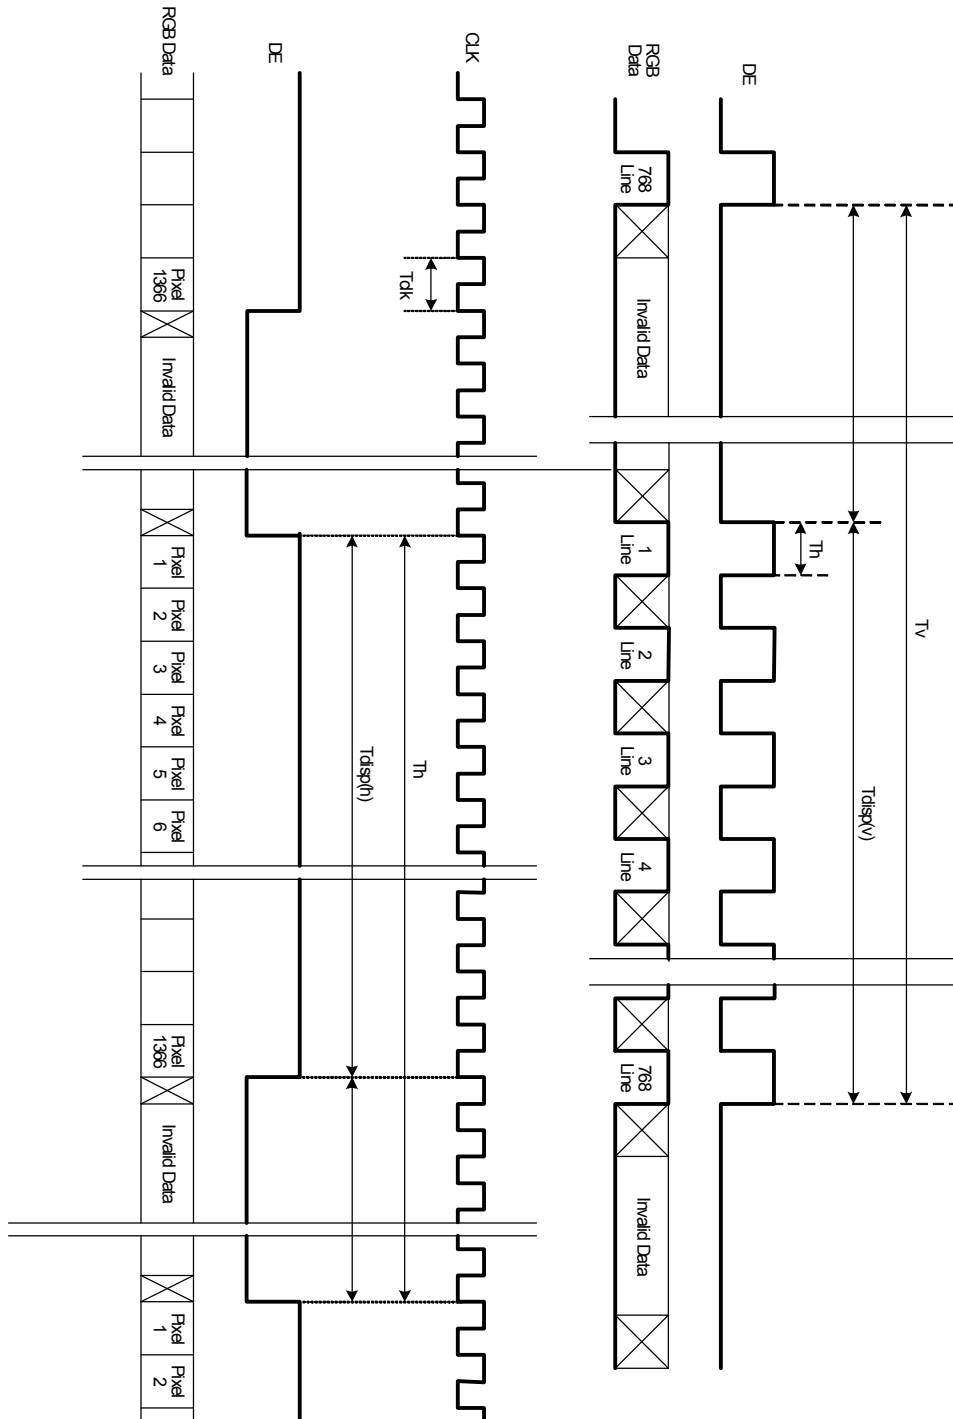 Tv
Tdisp(v)
Th
DE
RGB
Data
768
Line
Invalid Data
1
Line
2
Line
3
Line
4
Line
768
Line
Invalid Data
CLK
Tclk
Th
Tdisp(h)
DE
RGB Data
Pixel
1366
Invalid Data
Pixel
1
Pixel
2
Pixel
3
Pixel
4
Pixel
5
Pixel
6
Pixel
1366
Invalid Data
Pixel
1
Pixel
2